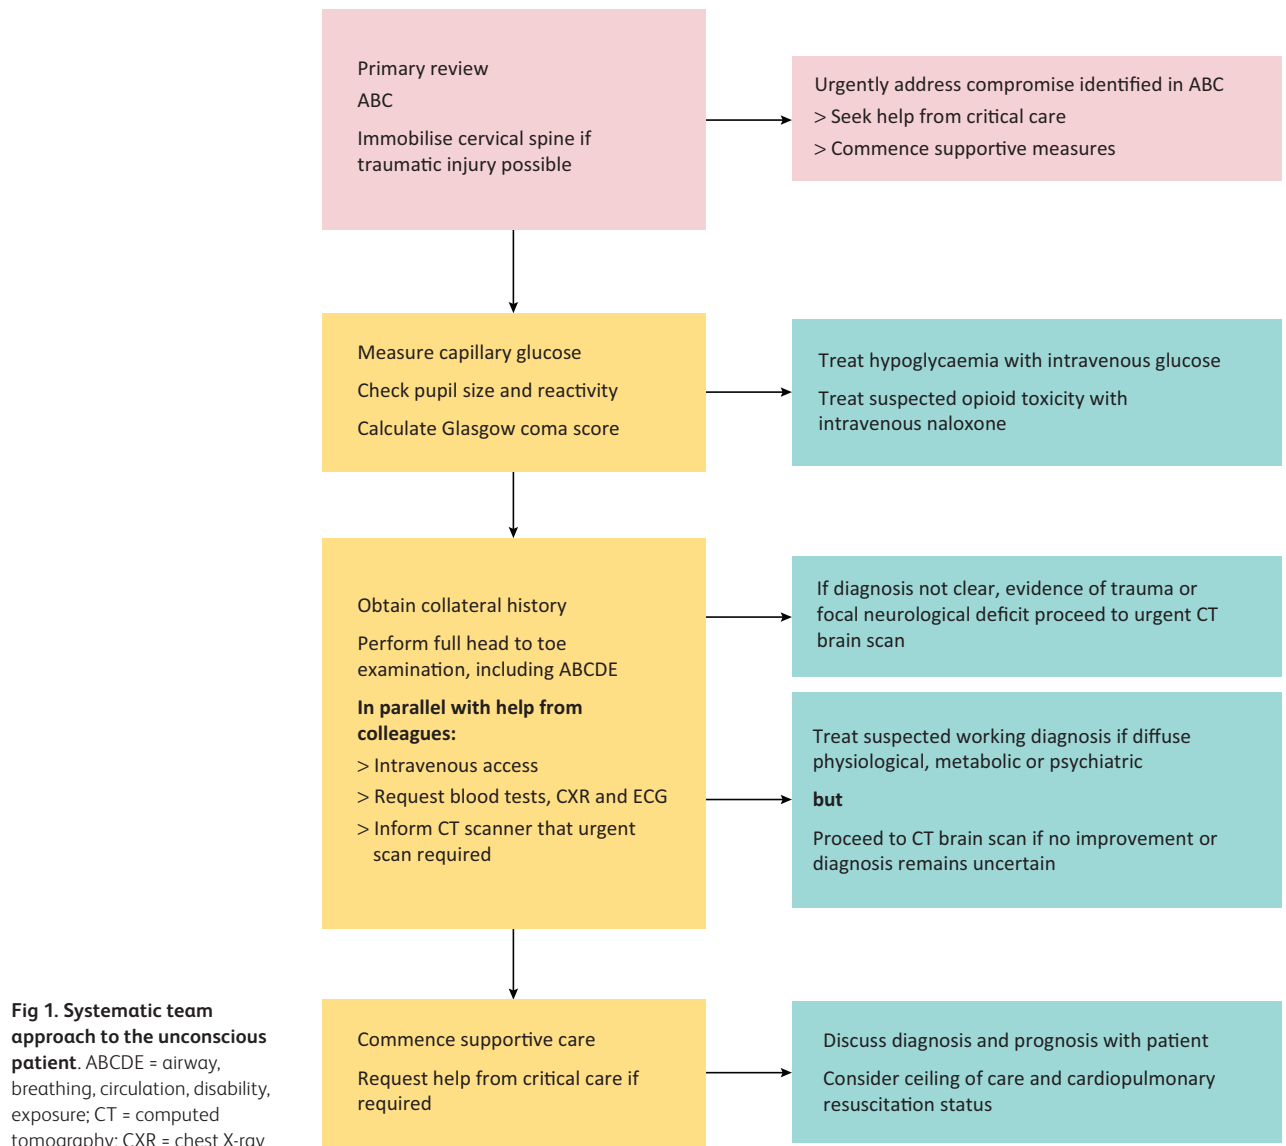 Primary review
ABC
Immobilise cervical spine if
traumatic injury possible
Urgently address compromise identified in ABC
> Seek help from critical care
> Commence supportive measures
Measure capillary glucose
Check pupil size and reactivity
Calculate Glasgow coma score
Treat hypoglycaemia with intravenous glucose
Treat suspected opioid toxicity with
intravenous naloxone
Obtain collateral history
Perform full head to toe
examination, including ABCDE
In parallel with help from
colleagues:
> Intravenous access
> Request blood tests, CXR and ECG
> Inform CT scanner that urgent
scan required
If diagnosis not clear, evidence of trauma or
focal neurological deficit proceed to urgent CT
brain scan
Treat suspected working diagnosis if diffuse
physiological, metabolic or psychiatric
but
Proceed to CT brain scan if no improvement or
diagnosis remains uncertain
Commence supportive care
Request help from critical care if
required
Discuss diagnosis and prognosis with patient
Consider ceiling of care and cardiopulmonary
resuscitation status
Fig 1. Systematic team
approach to the unconscious
patient. ABCDE = airway,
breathing, circulation, disability,
exposure; CT = computed
tomography; CXR = chest X-ray